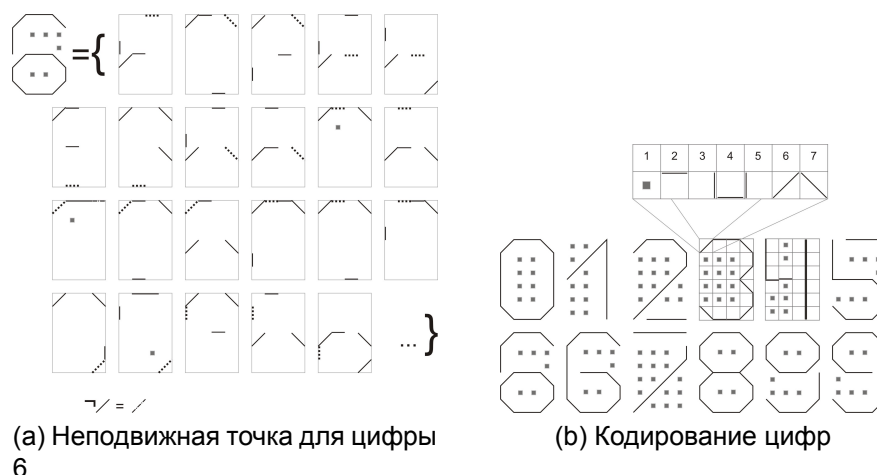 ={
... }
¬/ = /
1 2 3 4 5 6 7
(a) Неподвижная точка для цифры
6
(b) Кодирование цифр